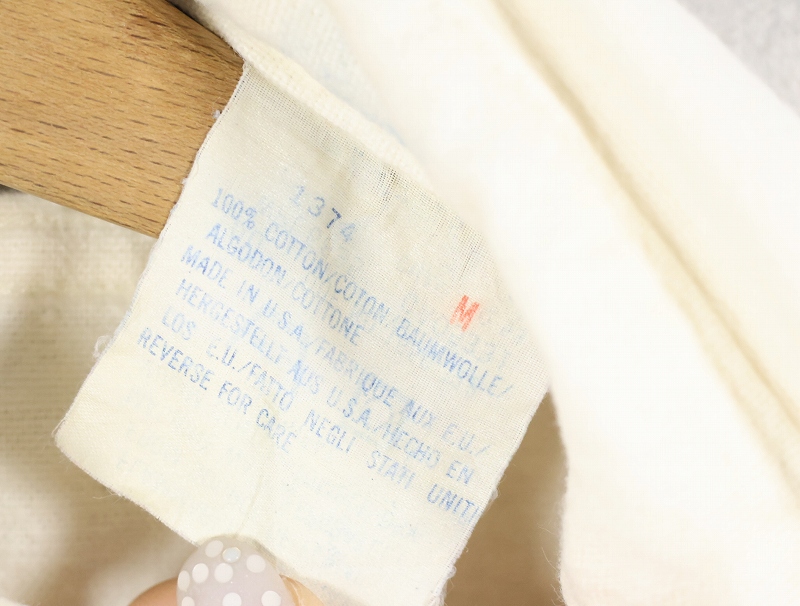 1374
M
100% COTTON/COTON BAUMWOLLE/
ALGODON/COTTONE
MADE IN U.S.A./FABRIQUE AUX E.U./
HERGESTELLT AUS U.S.A./HECHO EN
LOS E.U./FATTO NEGLI STATI UNITI
REVERSE FOR CARE